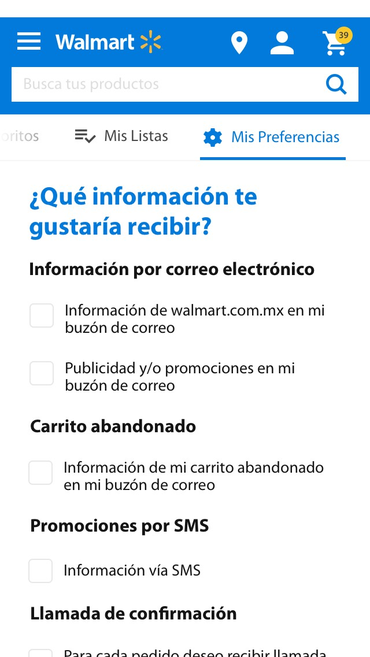 Walmart
39
Busca tus productos
oritos
Mis Listas
Mis Preferencias
¿Qué información te
gustaría recibir?
Información por correo electrónico
Información de walmart.com.mx en mi
buzón de correo
Publicidad y/o promociones en mi
buzón de correo
Carrito abandonado
Información de mi carrito abandonado
en mi buzón de correo
Promociones por SMS
Información vía SMS
Llamada de confirmación
Para cada pedido deseo recibir llamada